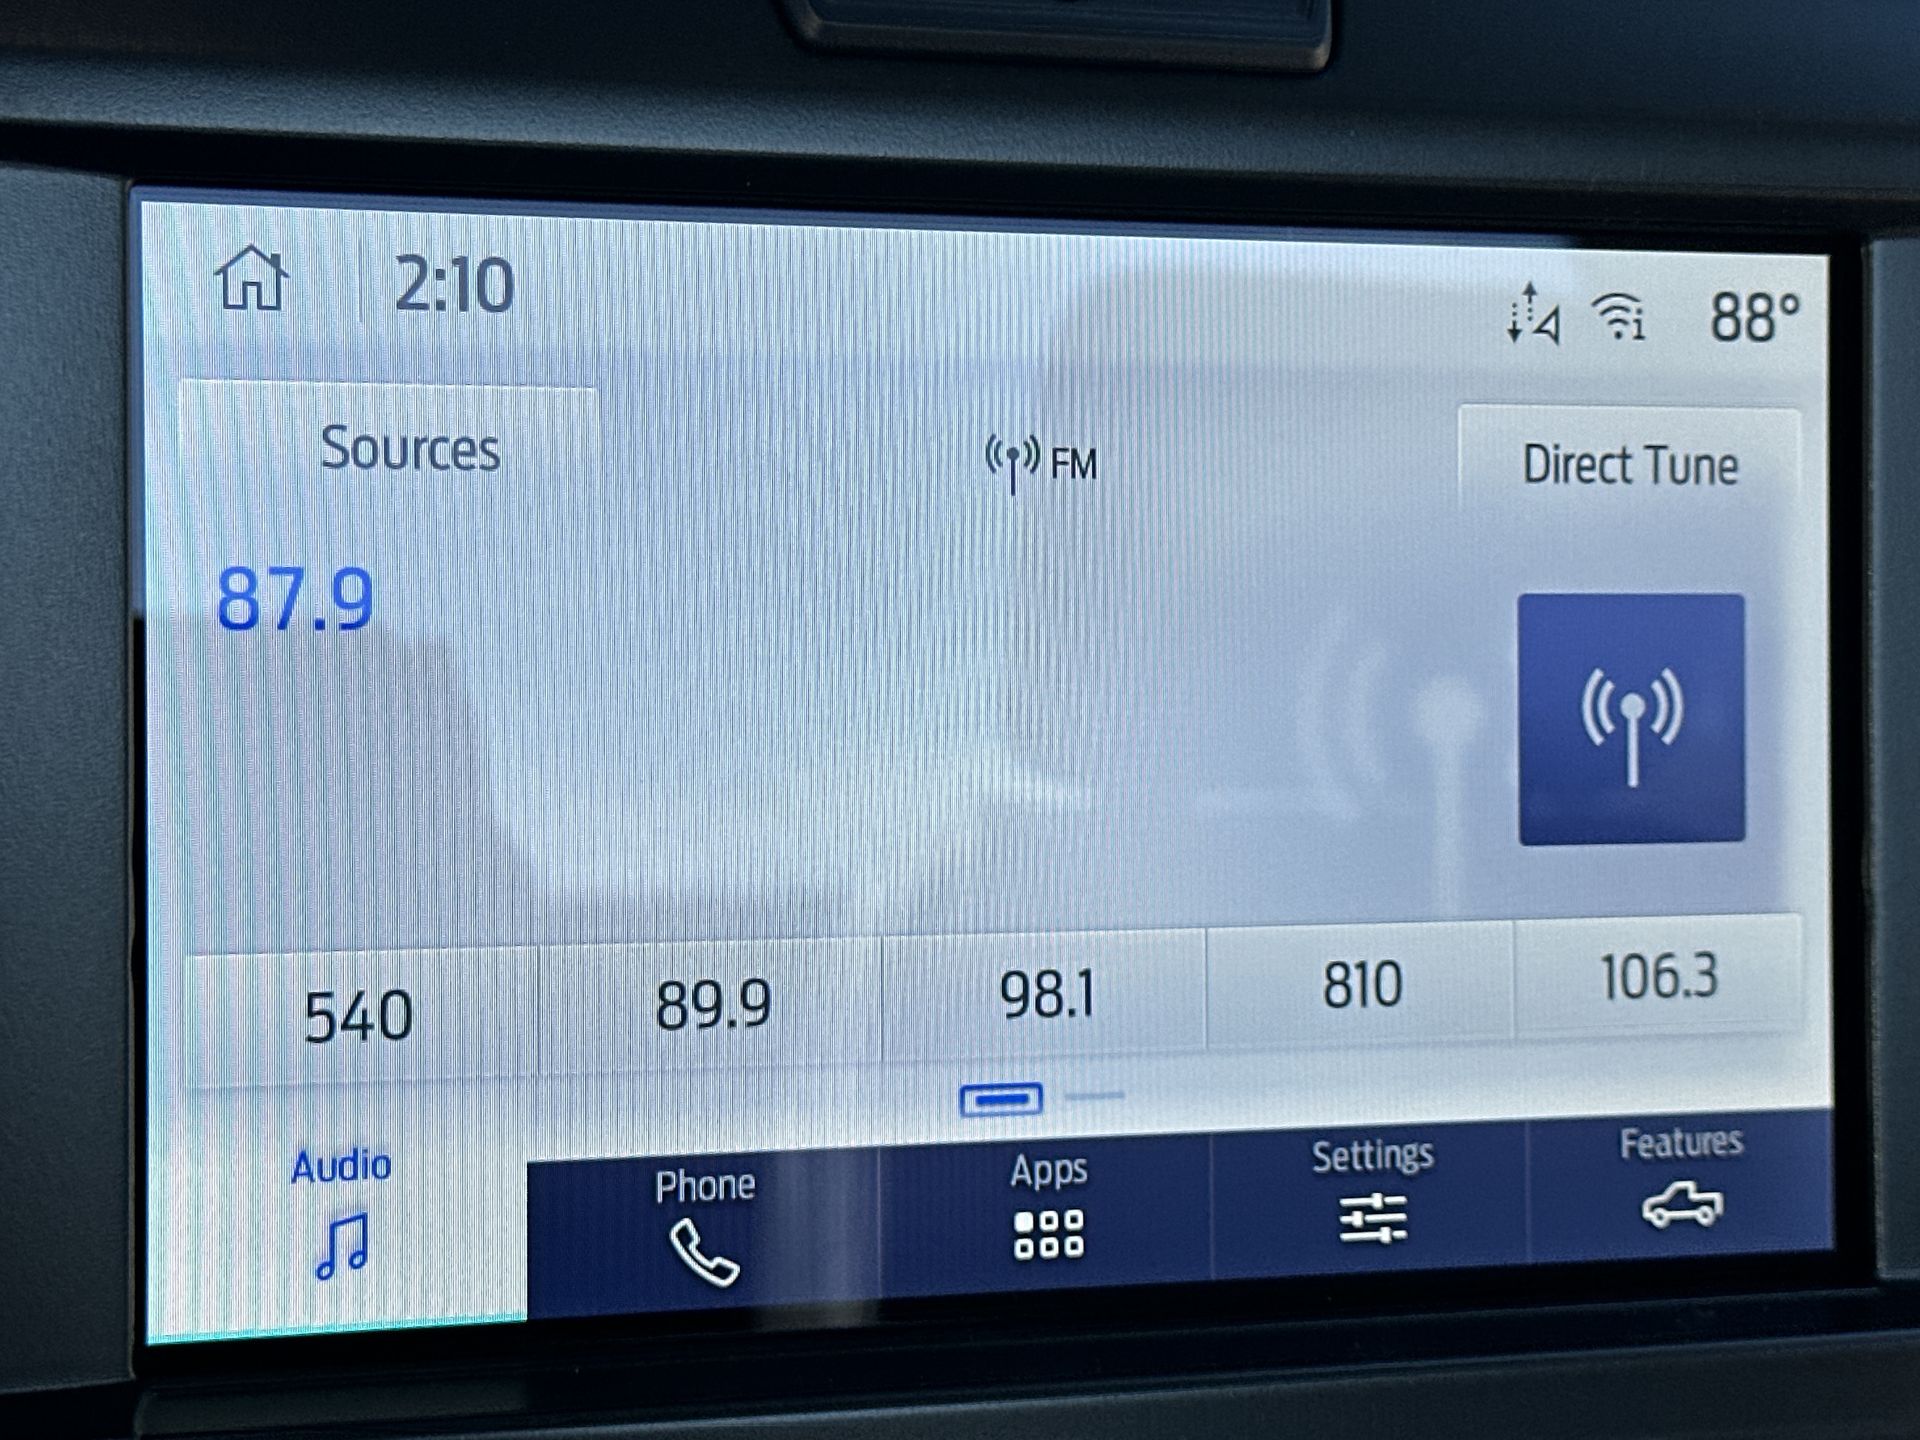 2:10
88°
Sources
FM
Direct Tune
87.9
540
89.9
98.1
810
106.3
Audio
Phone
Apps
Settings
Features